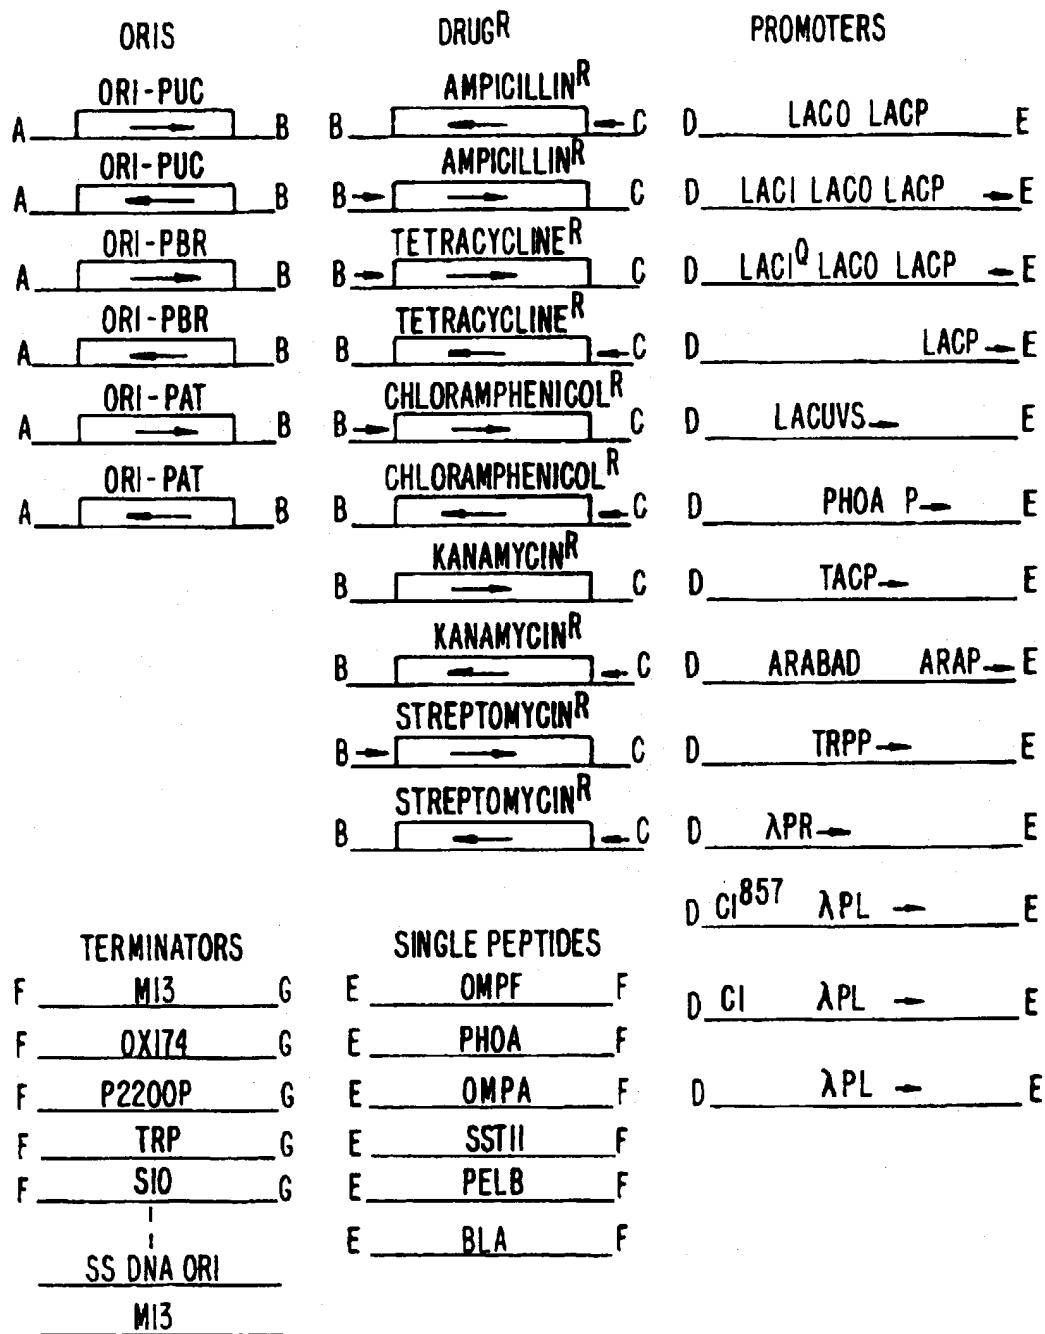 ORIS
ORI-PUC
A B
ORI-PUC
A B
ORI-PBR
A B
ORI-PBR
A B
ORI-PAT
A B
ORI-PAT
A B
DRUGR
AMPICILLINR
B C
AMPICILLINR
B C
TETRACYCLINER
B C
TETRACYCLINER
B C
CHLORAMPHENICOLR
B C
CHLORAMPHENICOLR
B C
KANAMYCINR
B C
KANAMYCINR
B C
STREPTOMYCINR
B C
STREPTOMYCINR
B C
PROMOTERS
D LACO LACP E
D LACI LACO LACP E
D LACIQ LACO LACP E
D LACP E
D LACUVS E
D PHOA P E
D TACP E
D ARABAD ARAP E
D TRPP E
D λPR E
D CI857 λPL E
D CI λPL E
D λPL E
TERMINATORS
F M13 G
F OX174 G
F P2200P G
F TRP G
F S10 G
SS DNA ORI
M13
SINGLE PEPTIDES
E OMPF F
E PHOA F
E OMPA F
E SSTII F
E PELB F
E BLA F